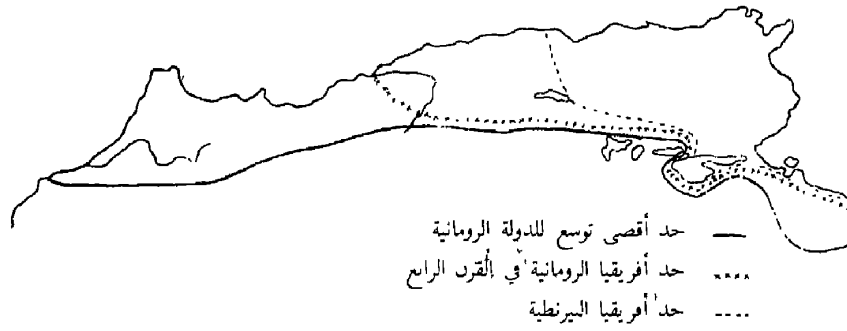 حد أقصى توسع للدولة الرومانية
حد أفريقيا الرومانية في القرن الرابع
حد أفريقيا البيزنطية